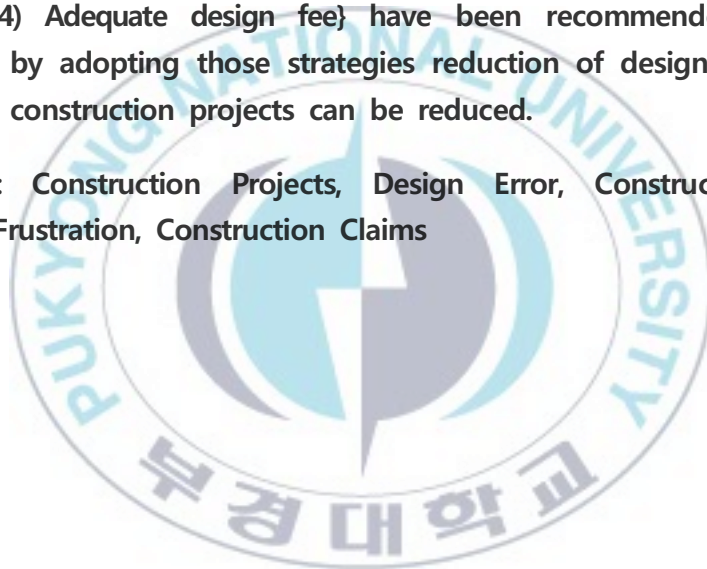 4) Adequate design fee} have been recommend
by adopting those strategies reduction of design
construction projects can be reduced.
: Construction Projects, Design Error, Construc
Frustration, Construction Claims
PUKYONG NATIONAL UNIVERSITY
부경대학교